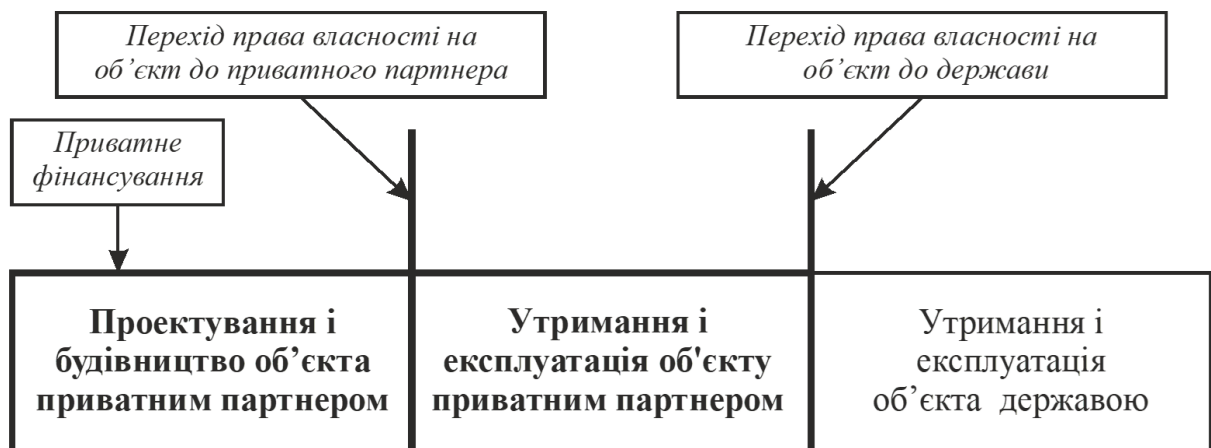 Перехід права власності на
об’єкт до приватного партнера
Перехід права власності на
об’єкт до держави
Приватне
фінансування
Проектування і
будівництво об’єкта
приватним партнером
Утримання і
експлуатація об'єкту
приватним партнером
Утримання і
експлуатація
об’єкта державою